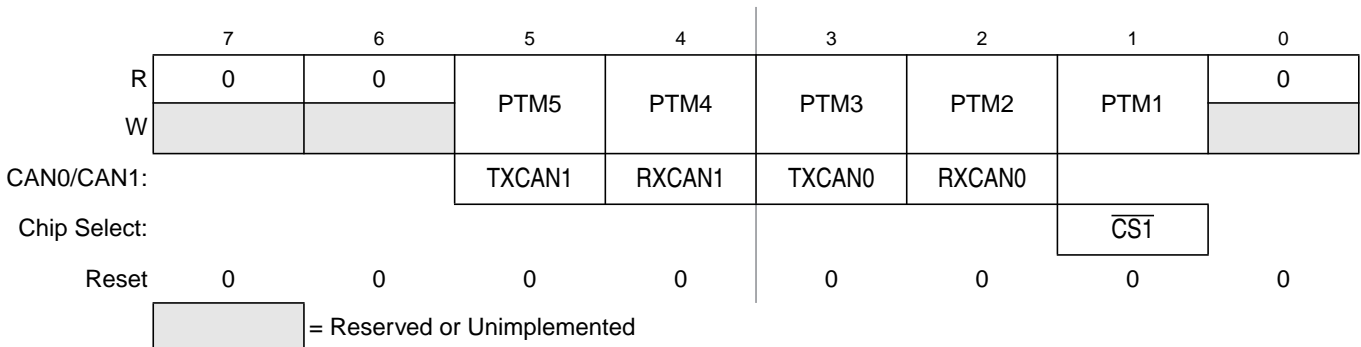 7 6 5 4 3 2 1 0
R 0 0 PTM5 PTM4 PTM3 PTM2 PTM1 0
W
CAN0/CAN1: TXCAN1 RXCAN1 TXCAN0 RXCAN0
Chip Select: CS1
Reset 0 0 0 0 0 0 0 0
= Reserved or Unimplemented